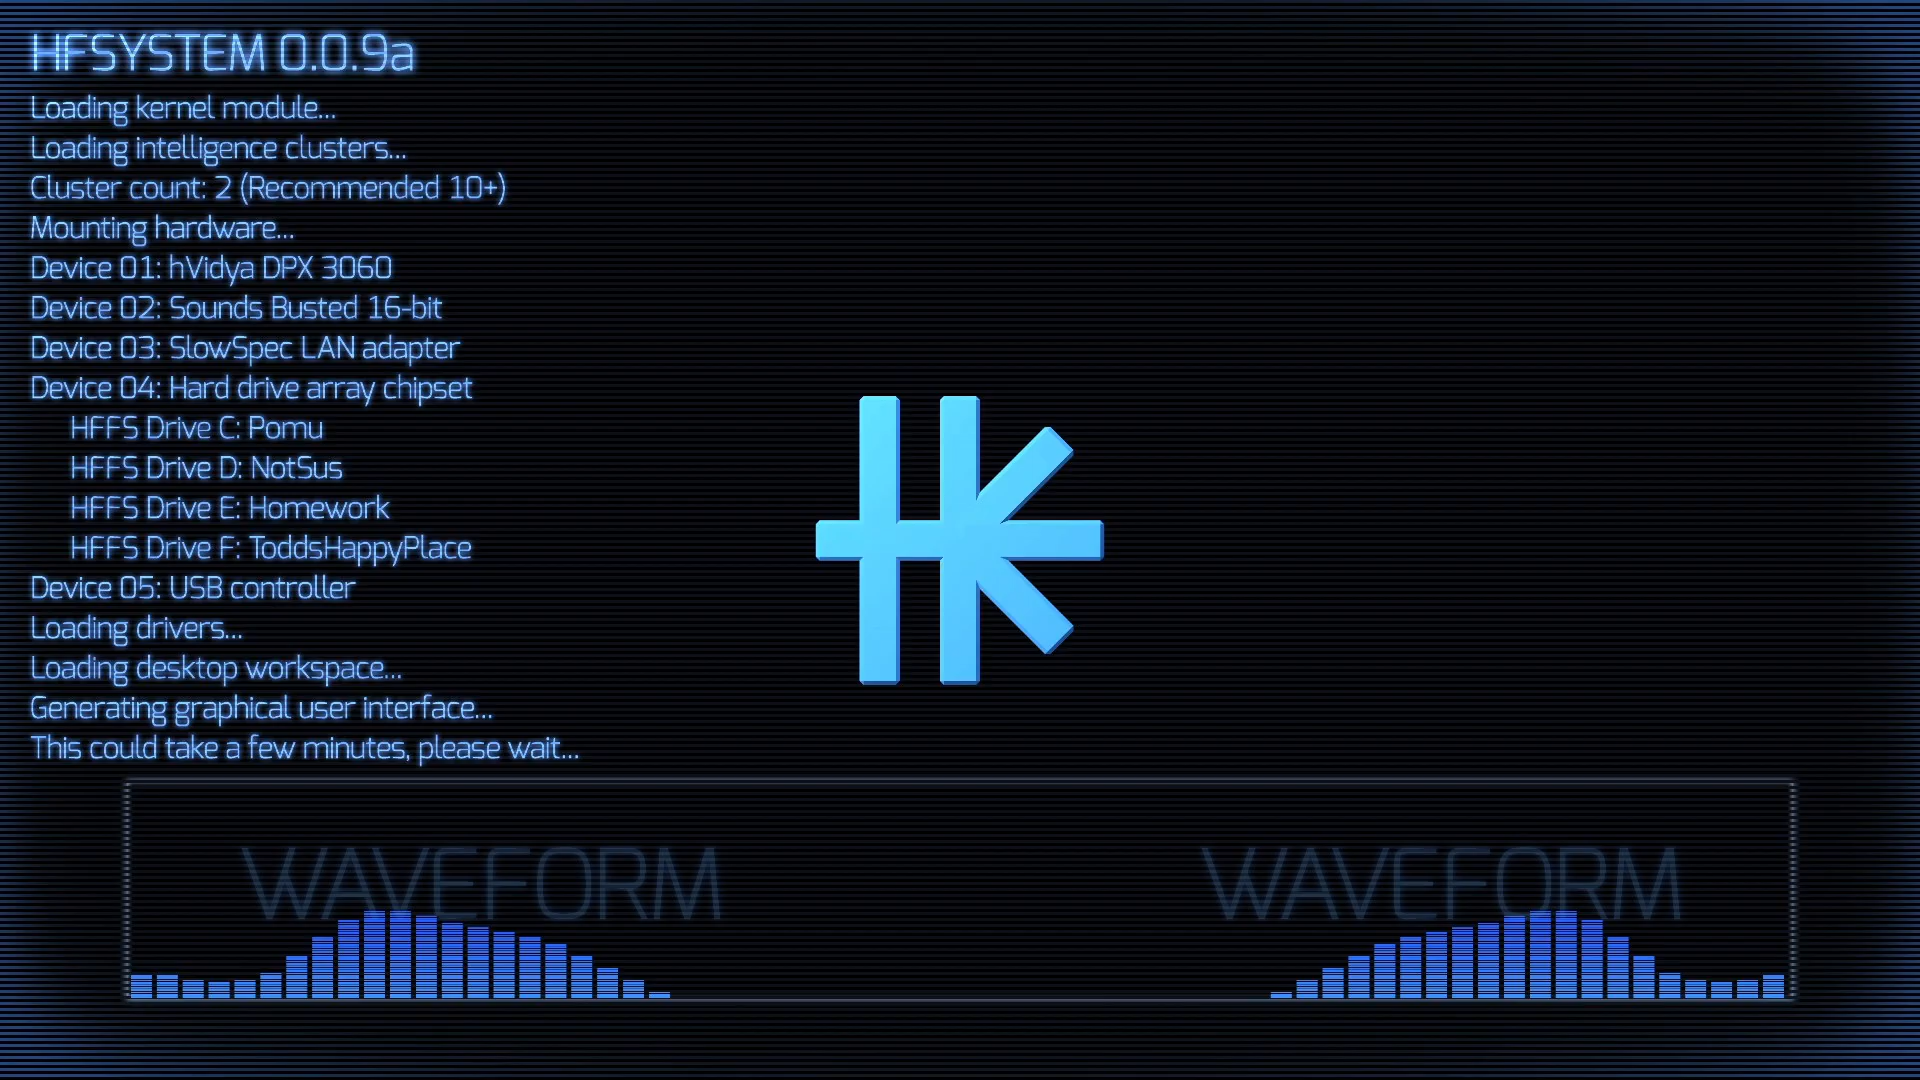 HFSYSTEM 0.0.9a
Loading kernel module...
Loading intelligence clusters...
Cluster count: 2 (Recommended 10+)
Mounting hardware...
Device 01: hVidya DPX 3060
Device 02: Sounds Busted 16-bit
Device 03: SlowSpec LAN adapter
Device 04: Hard drive array chipset
HFFS Drive C: Pomu
HFFS Drive D: NotSus
HFFS Drive E: Homework
HFFS Drive F: ToddsHappyPlace
Device 05: USB controller
Loading drivers...
Loading desktop workspace...
Generating graphical user interface...
This could take a few minutes, please wait...
WAVEFORM WAVEFORM